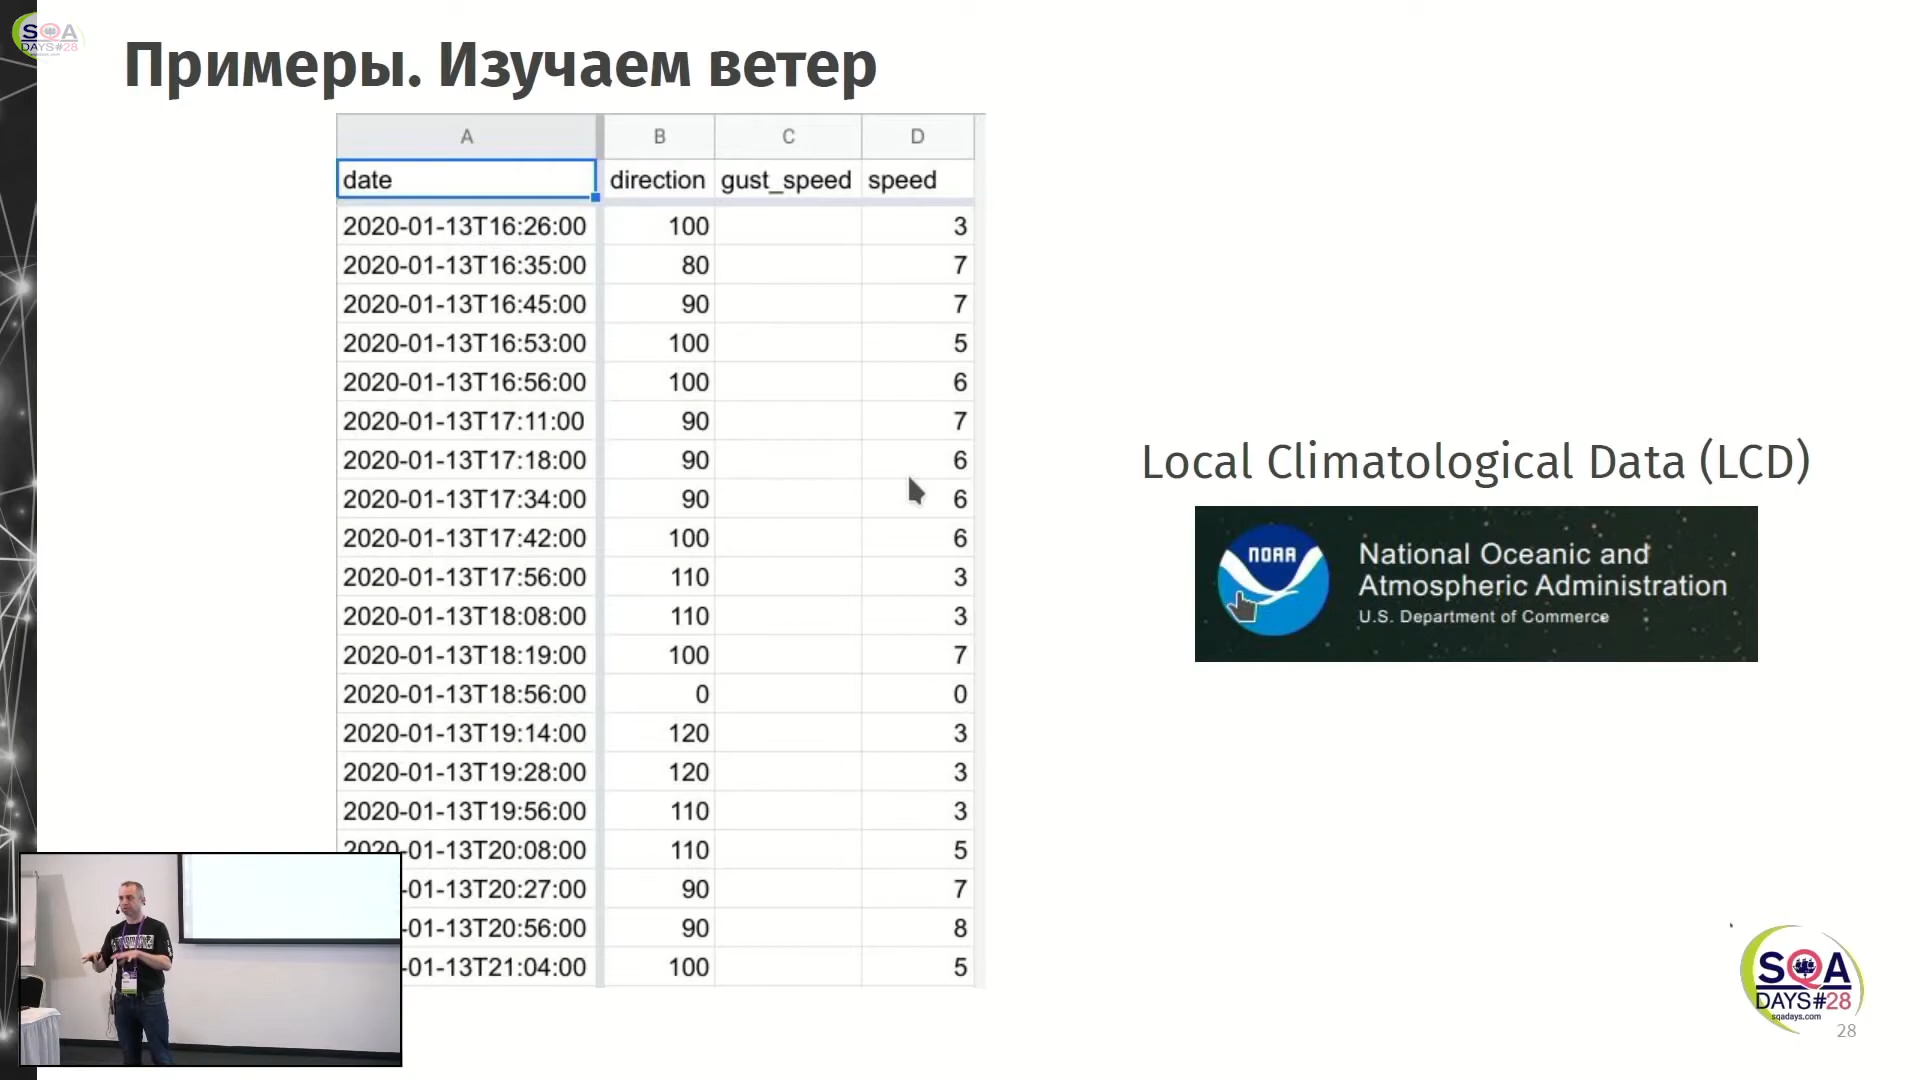 SQA
DAYS#28
Примеры. Изучаем ветер
A B C D
date direction gust_speed speed
2020-01-13T16:26:00 100 3
2020-01-13T16:35:00 80 7
2020-01-13T16:45:00 90 7
2020-01-13T16:53:00 100 5
2020-01-13T16:56:00 100 6
2020-01-13T17:11:00 90 7
2020-01-13T17:18:00 90 6
2020-01-13T17:34:00 90 6
2020-01-13T17:42:00 100 6
2020-01-13T17:56:00 110 3
2020-01-13T18:08:00 110 3
2020-01-13T18:19:00 100 7
2020-01-13T18:56:00 0 0
2020-01-13T19:14:00 120 3
2020-01-13T19:28:00 120 3
2020-01-13T19:56:00 110 3
2020-01-13T20:08:00 110 5
-01-13T20:27:00 90 7
-01-13T20:56:00 90 8
-01-13T21:04:00 100 5
Local Climatological Data (LCD)
NOAA
National Oceanic and
Atmospheric Administration
U.S. Department of Commerce
SQA
DAYS#28
sqadays.com
28